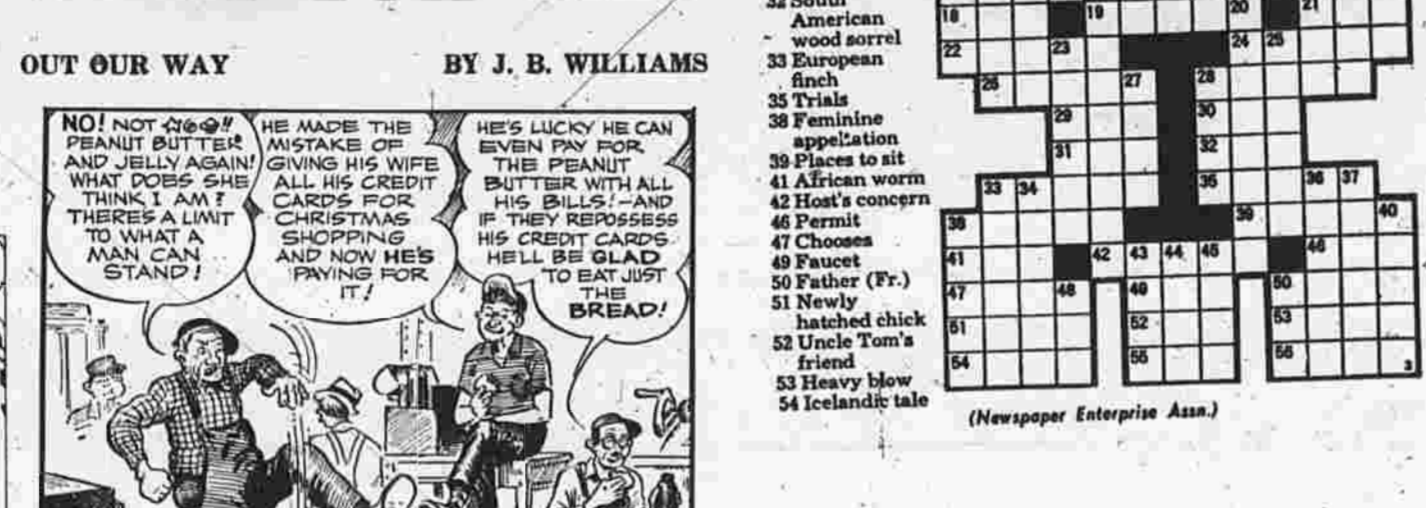 OUT OUR WAY
BY J. B. WILLIAMS
NO! NOT
PEANUT BUTTER
AND JELLY AGAIN!
WHAT DOES SHE
THINK I AM?
THERE'S A LIMIT
TO WHAT A
MAN CAN
STAND!
HE MADE THE
MISTAKE OF
GIVING HIS WIFE
ALL HIS CREDIT
CARDS FOR
CHRISTMAS
SHOPPING
AND NOW HE'S
PAYING FOR
IT!
HE'S LUCKY HE CAN
EVEN PAY FOR
THE PEANUT
BUTTER WITH ALL
HIS BILLS!—AND
IF THEY REPOSSESS
HIS CREDIT CARDS
HE'LL BE GLAD
TO EAT JUST
THE
BREAD!
32 South
American
wood sorrel
33 European
finch
35 Trials
38 Feminine
appellation
39 Places to sit
41 African worm
42 Host's concern
46 Permit
47 Chooses
49 Faucet
50 Father (Fr.)
51 Newly
hatched chick
52 Uncle Tom's
friend
53 Heavy blow
54 Icelandic tale
18 19 20 21
22 23 24 25
26 27 28
29 30
31 32
33 34 35 36 37
38 39 40
41 42 43 44 45 46
47 48 49 50
51 52 53
54 55 56
3
(Newspaper Enterprise Assn.)